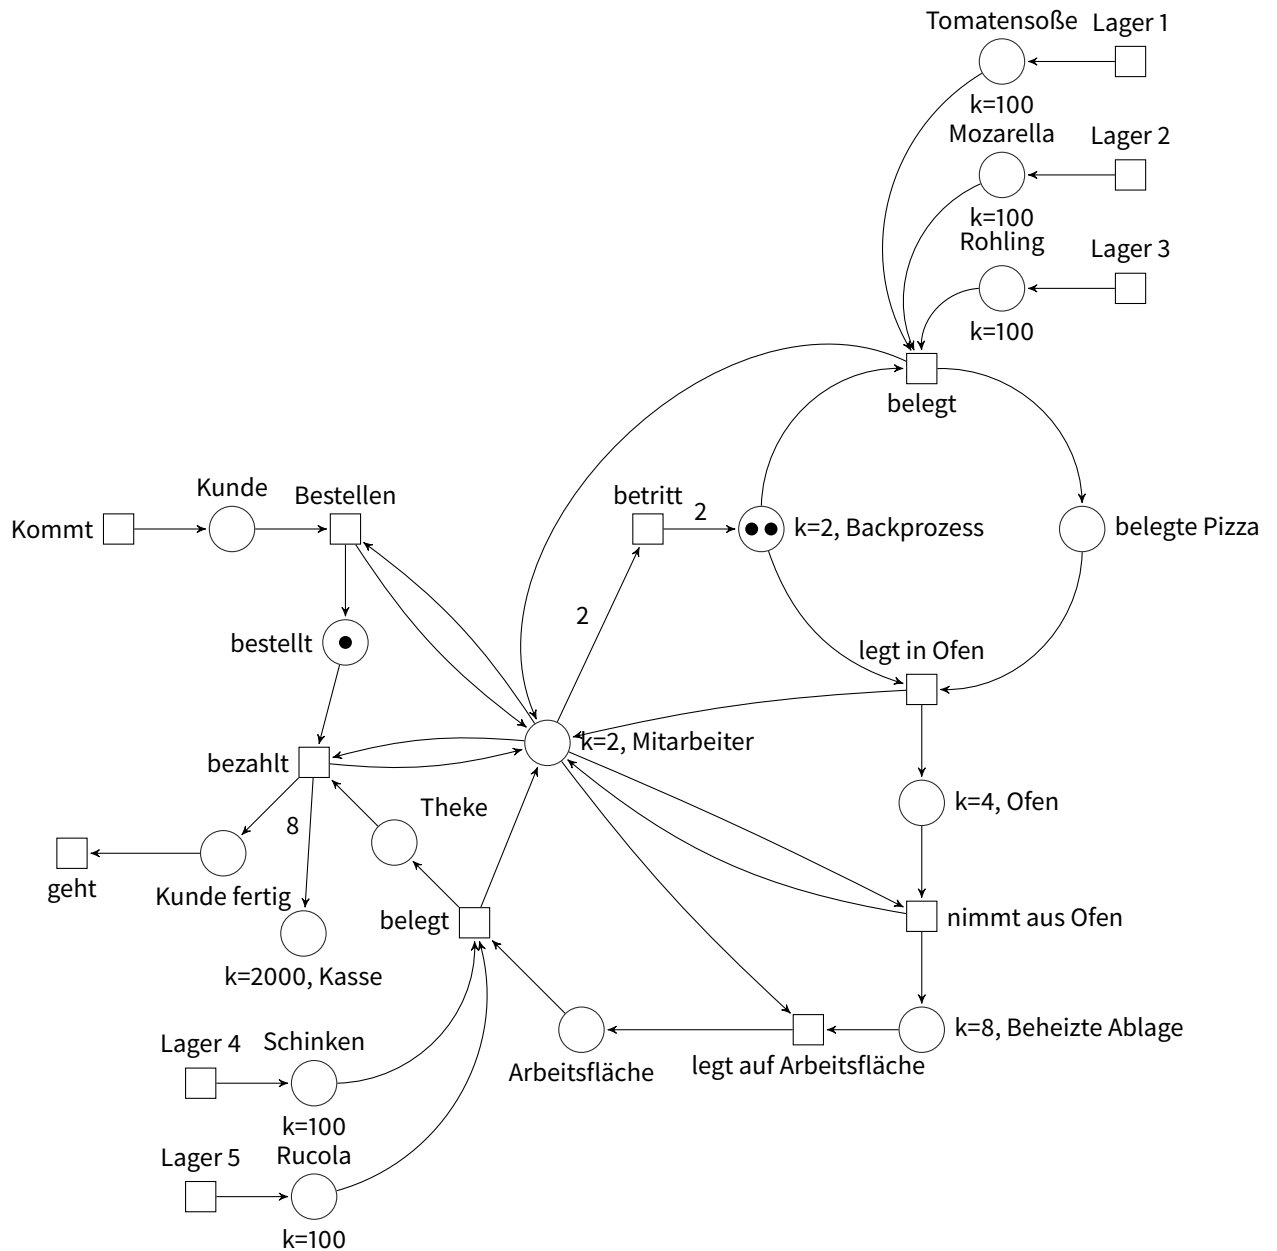 Tomatensoße
Lager 1
k=100
Mozarella
Lager 2
k=100
Rohling
Lager 3
k=100
belegt
Kunde
Bestellen
betritt
2
Kommt
k=2, Backprozess
belegte Pizza
2
bestellt
legt in Ofen
k=2, Mitarbeiter
bezahlt
Theke
k=4, Ofen
8
geht
Kunde fertig
belegt
nimmt aus Ofen
k=2000, Kasse
Lager 4
Schinken
k=8, Beheizte Ablage
Arbeitsfläche
legt auf Arbeitsfläche
k=100
Lager 5
Rucola
k=100